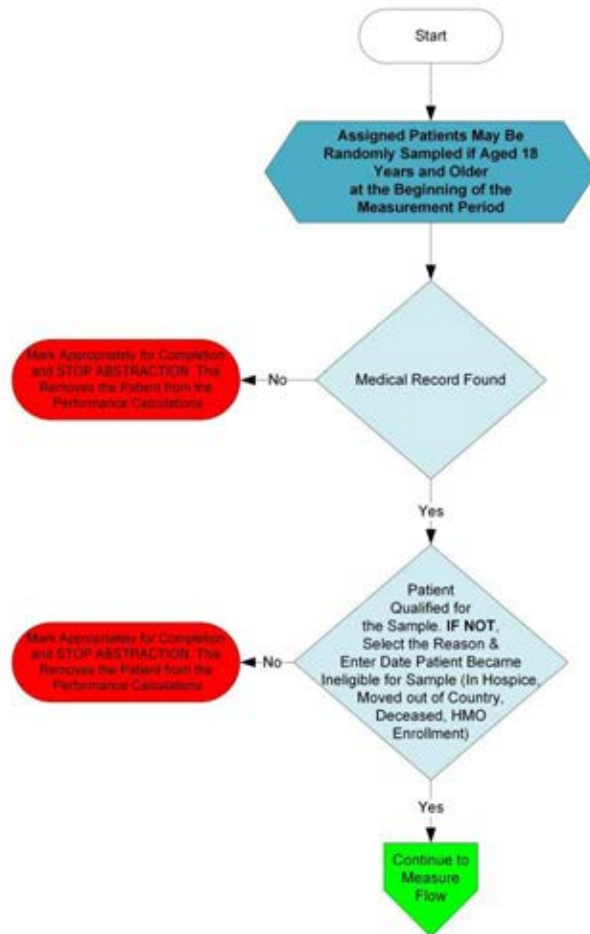 Start
Assigned Patients May Be
Randomly Sampled if Aged 18
Years and Older
at the Beginning of the
Measurement Period
Mark Appropriately for Completion
and STOP ABSTRACTION. This
Removes the Patient from the
Performance Calculations
No
Medical Record Found
Yes
Mark Appropriately for Completion
and STOP ABSTRACTION. This
Removes the Patient from the
Performance Calculations
No
Patient
Qualified for
the Sample. IF NOT,
Select the Reason &
Enter Date Patient Became
Ineligible for Sample (In Hospice,
Moved out of Country,
Deceased, HMO
Enrollment)
Yes
Continue to
Measure
Flow